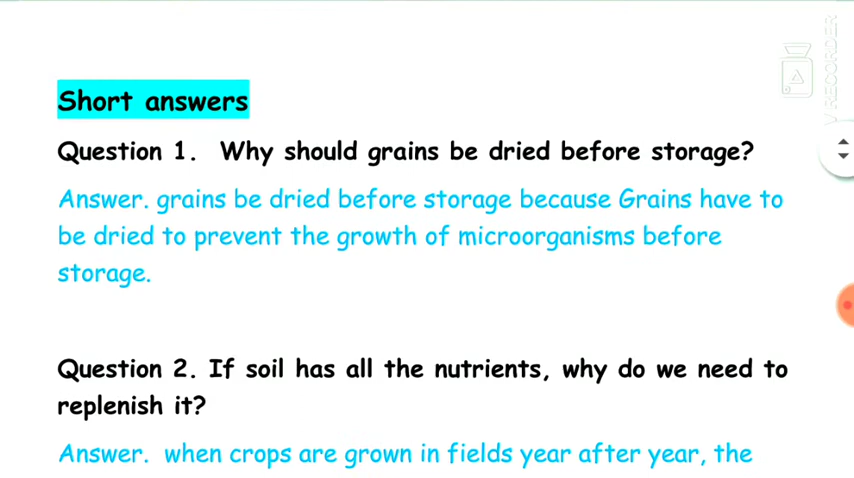 Short answers
Question 1. Why should grains be dried before storage?
Answer. grains be dried before storage because Grains have to
be dried to prevent the growth of microorganisms before
storage.
Question 2. If soil has all the nutrients, why do we need to
replenish it?
Answer. when crops are grown in fields year after year, the
V RECORDER